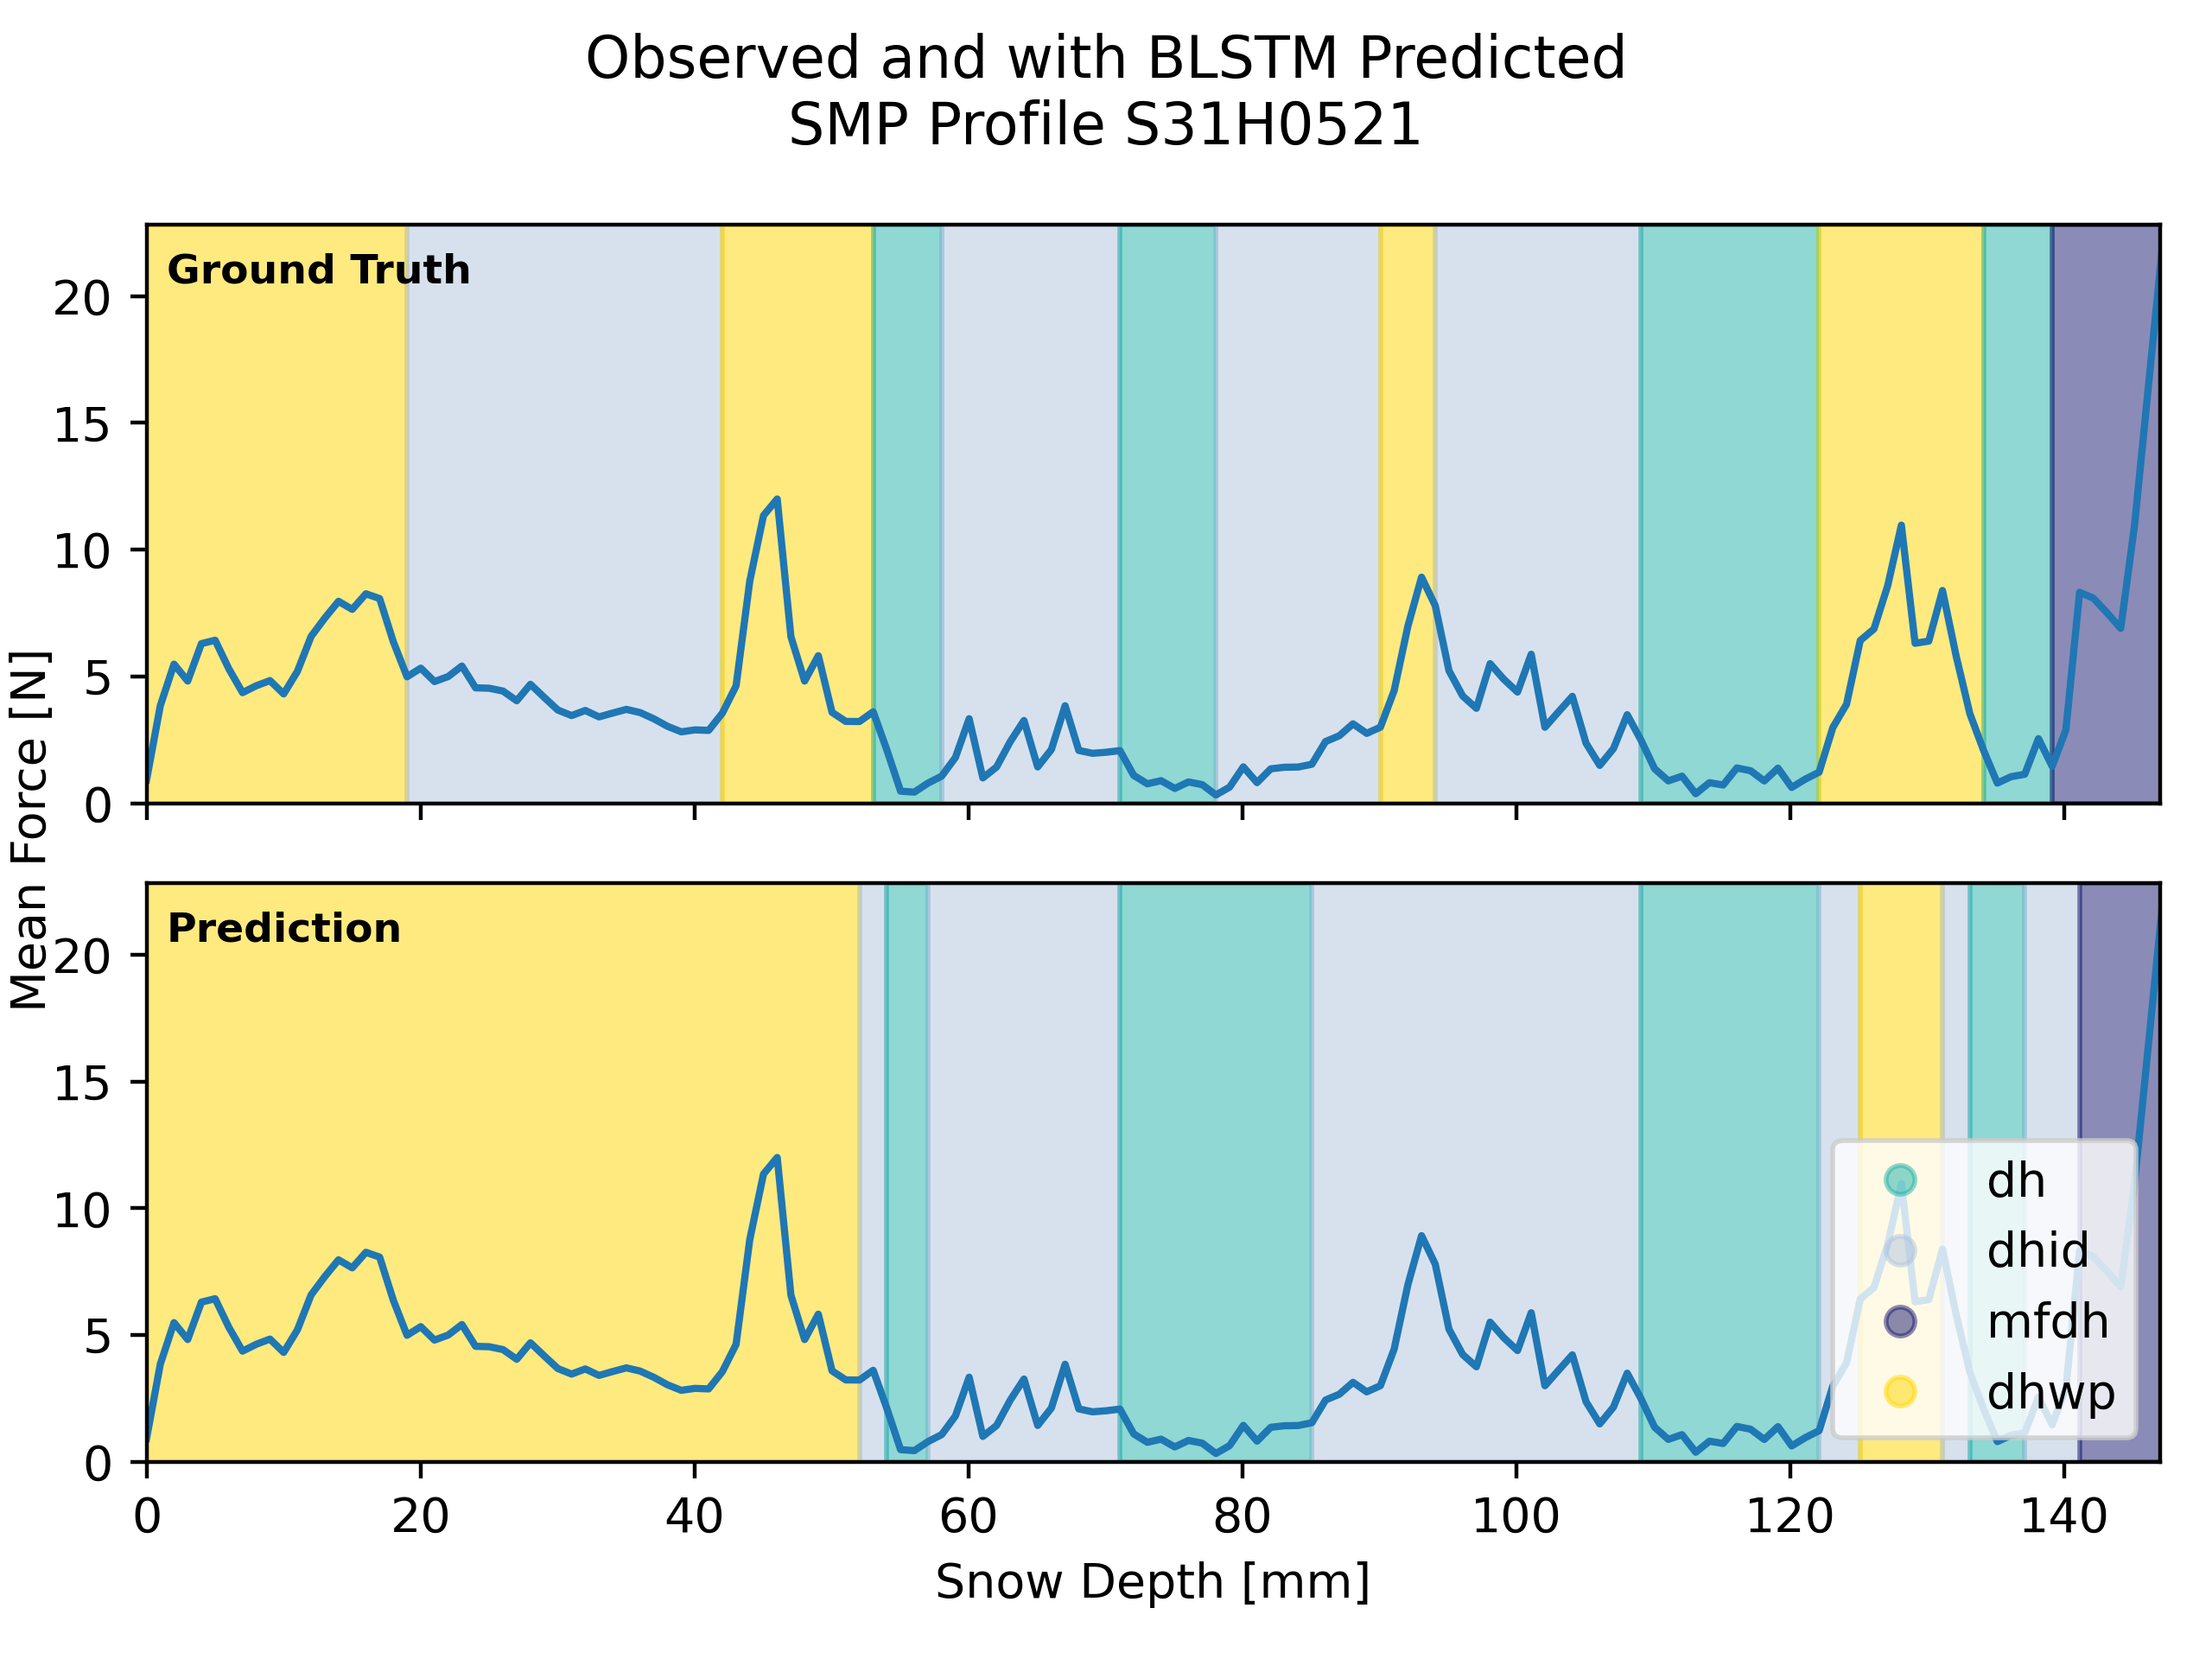 Observed and with BLSTM Predicted
SMP Profile S31H0521
Ground Truth
20
15
10
5
0
Mean Force [N]
Prediction
20
15
10
5
0
dh
dhid
mfdh
dhwp
0 20 40 60 80 100 120 140
Snow Depth [mm]